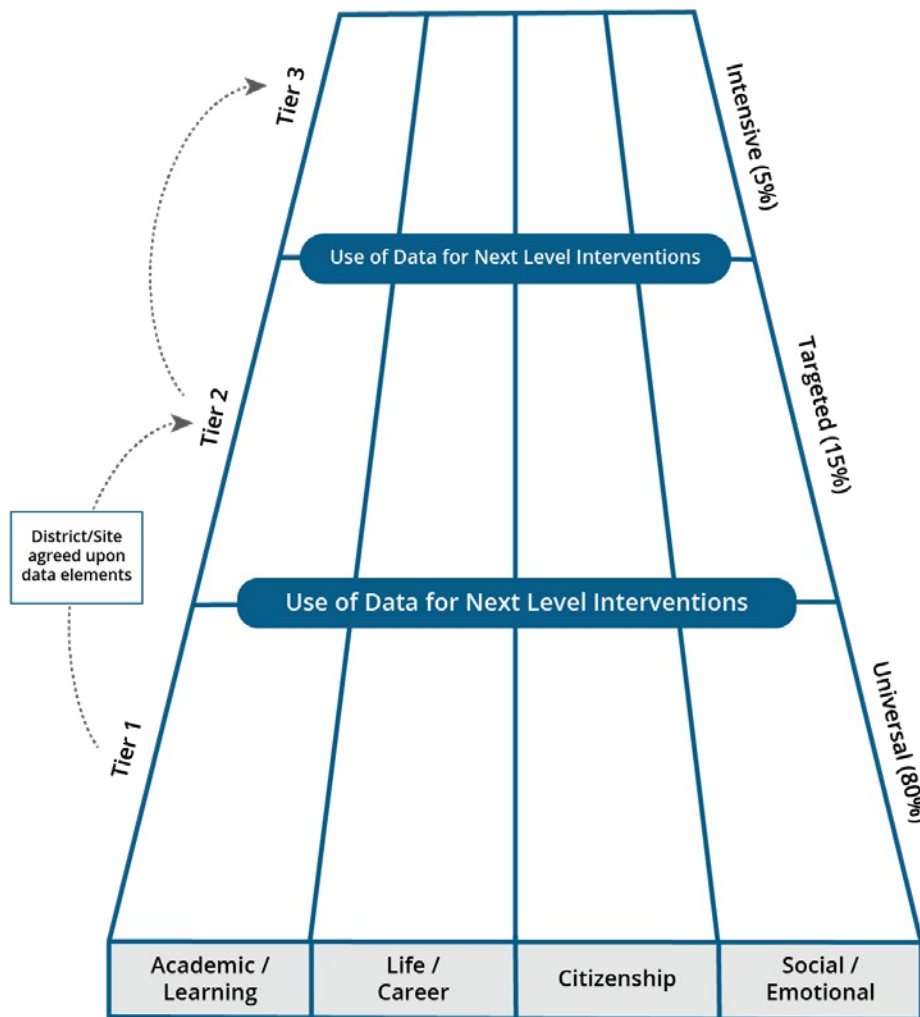 Tier 3
Intensive (5%)
Use of Data for Next Level Interventions
Tier 2
Targeted (15%)
District/Site
agreed upon
data elements
Use of Data for Next Level Interventions
Tier 1
Universal (80%)
Academic /
Learning
Life /
Career
Citizenship
Social /
Emotional